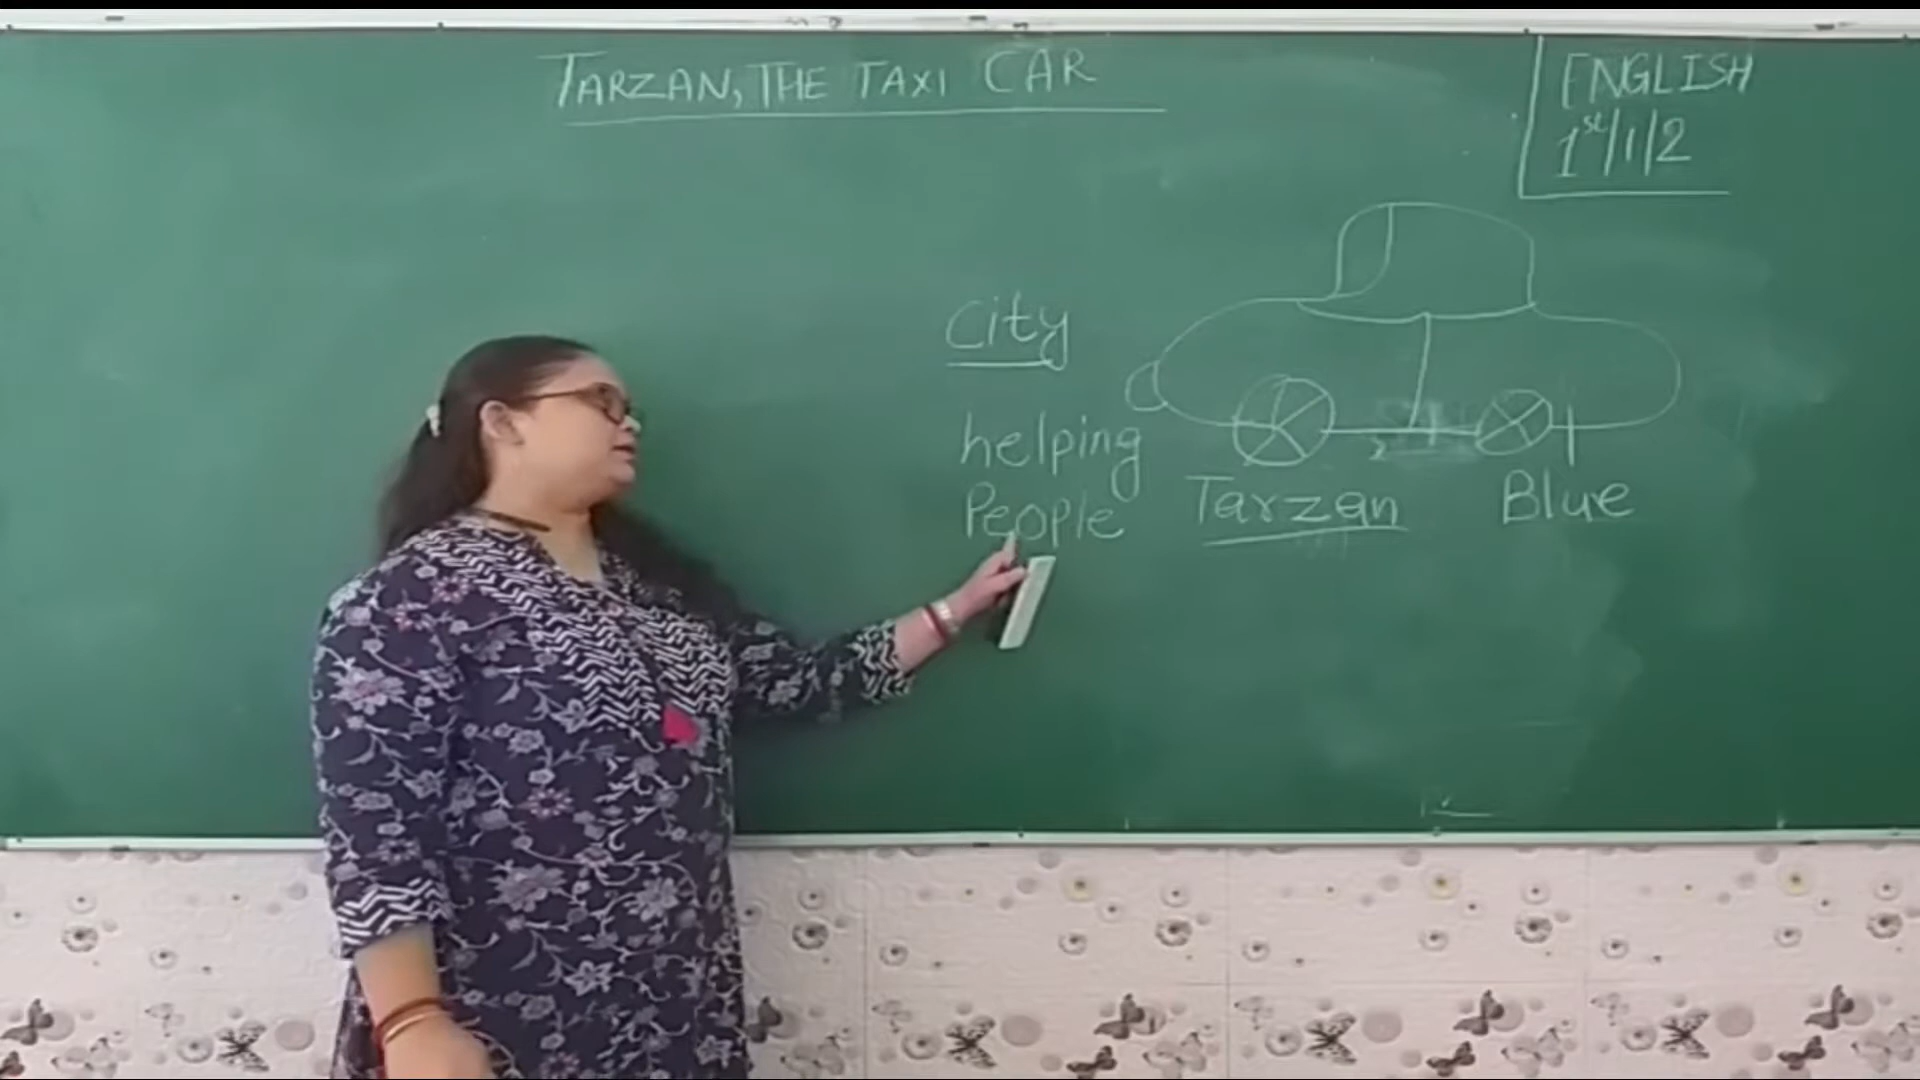 TARZAN, THE TAXI CAR
ENGLISH
1st/1/2
city
helping
People
Tarzan
Blue